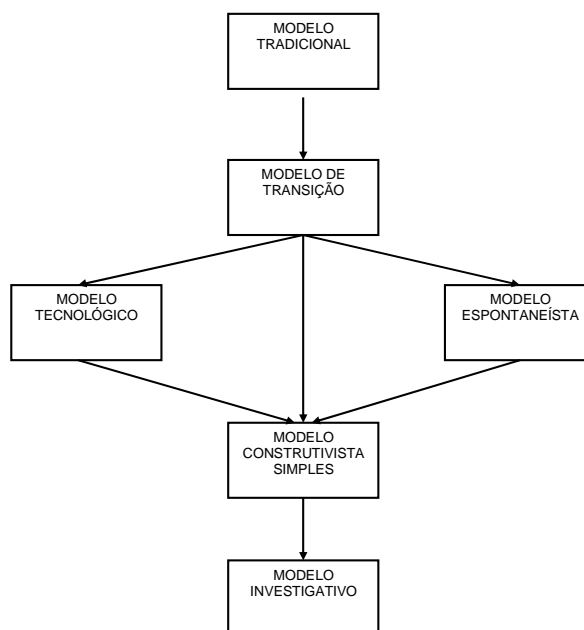 MODELO
TRADICIONAL
MODELO DE
TRANSIÇÃO
MODELO
TECNOLÓGICO
MODELO
ESPONTANEÍSTA
MODELO
CONSTRUTIVISTA
SIMPLES
MODELO
INVESTIGATIVO